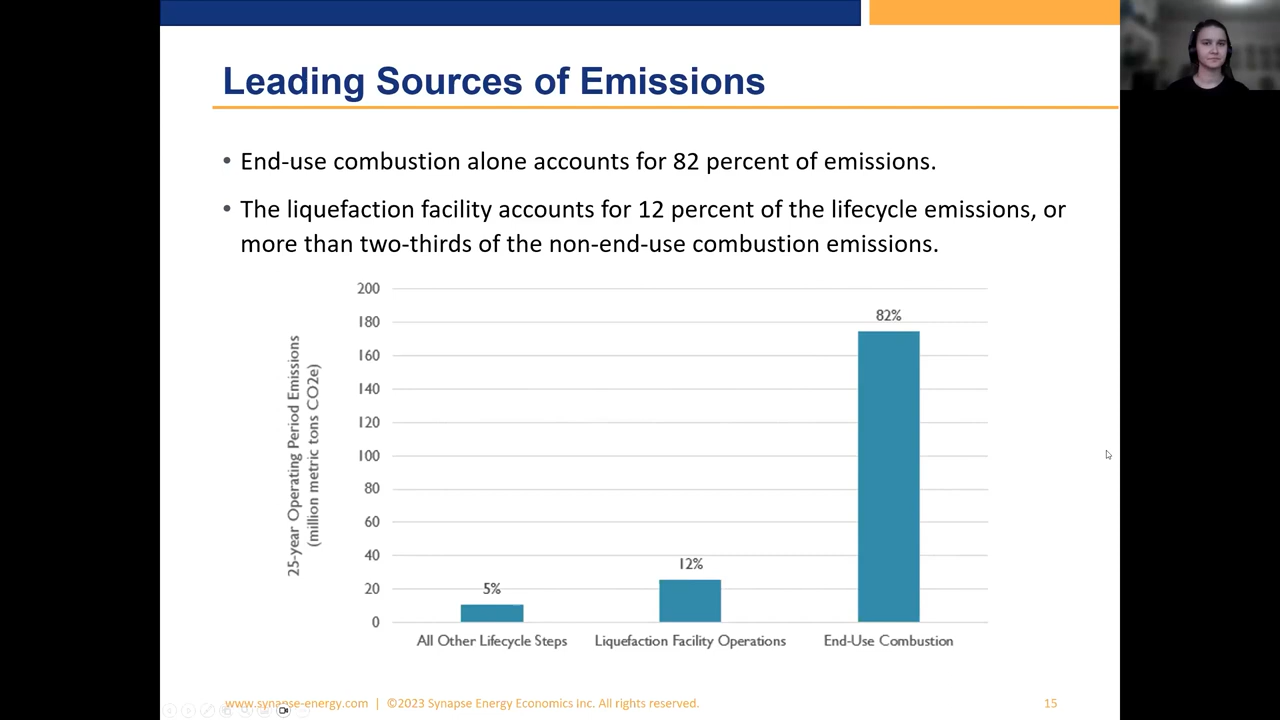 Leading Sources of Emissions
• End-use combustion alone accounts for 82 percent of emissions.
• The liquefaction facility accounts for 12 percent of the lifecycle emissions, or
more than two-thirds of the non-end-use combustion emissions.
25-year Operating Period Emissions
(million metric tons CO2e)
200
180
160
140
120
100
80
60
40
20
0
5%
12%
82%
All Other Lifecycle Steps
Liquefaction Facility Operations
End-Use Combustion
www.synapse-energy.com | ©2023 Synapse Energy Economics Inc. All rights reserved.
15